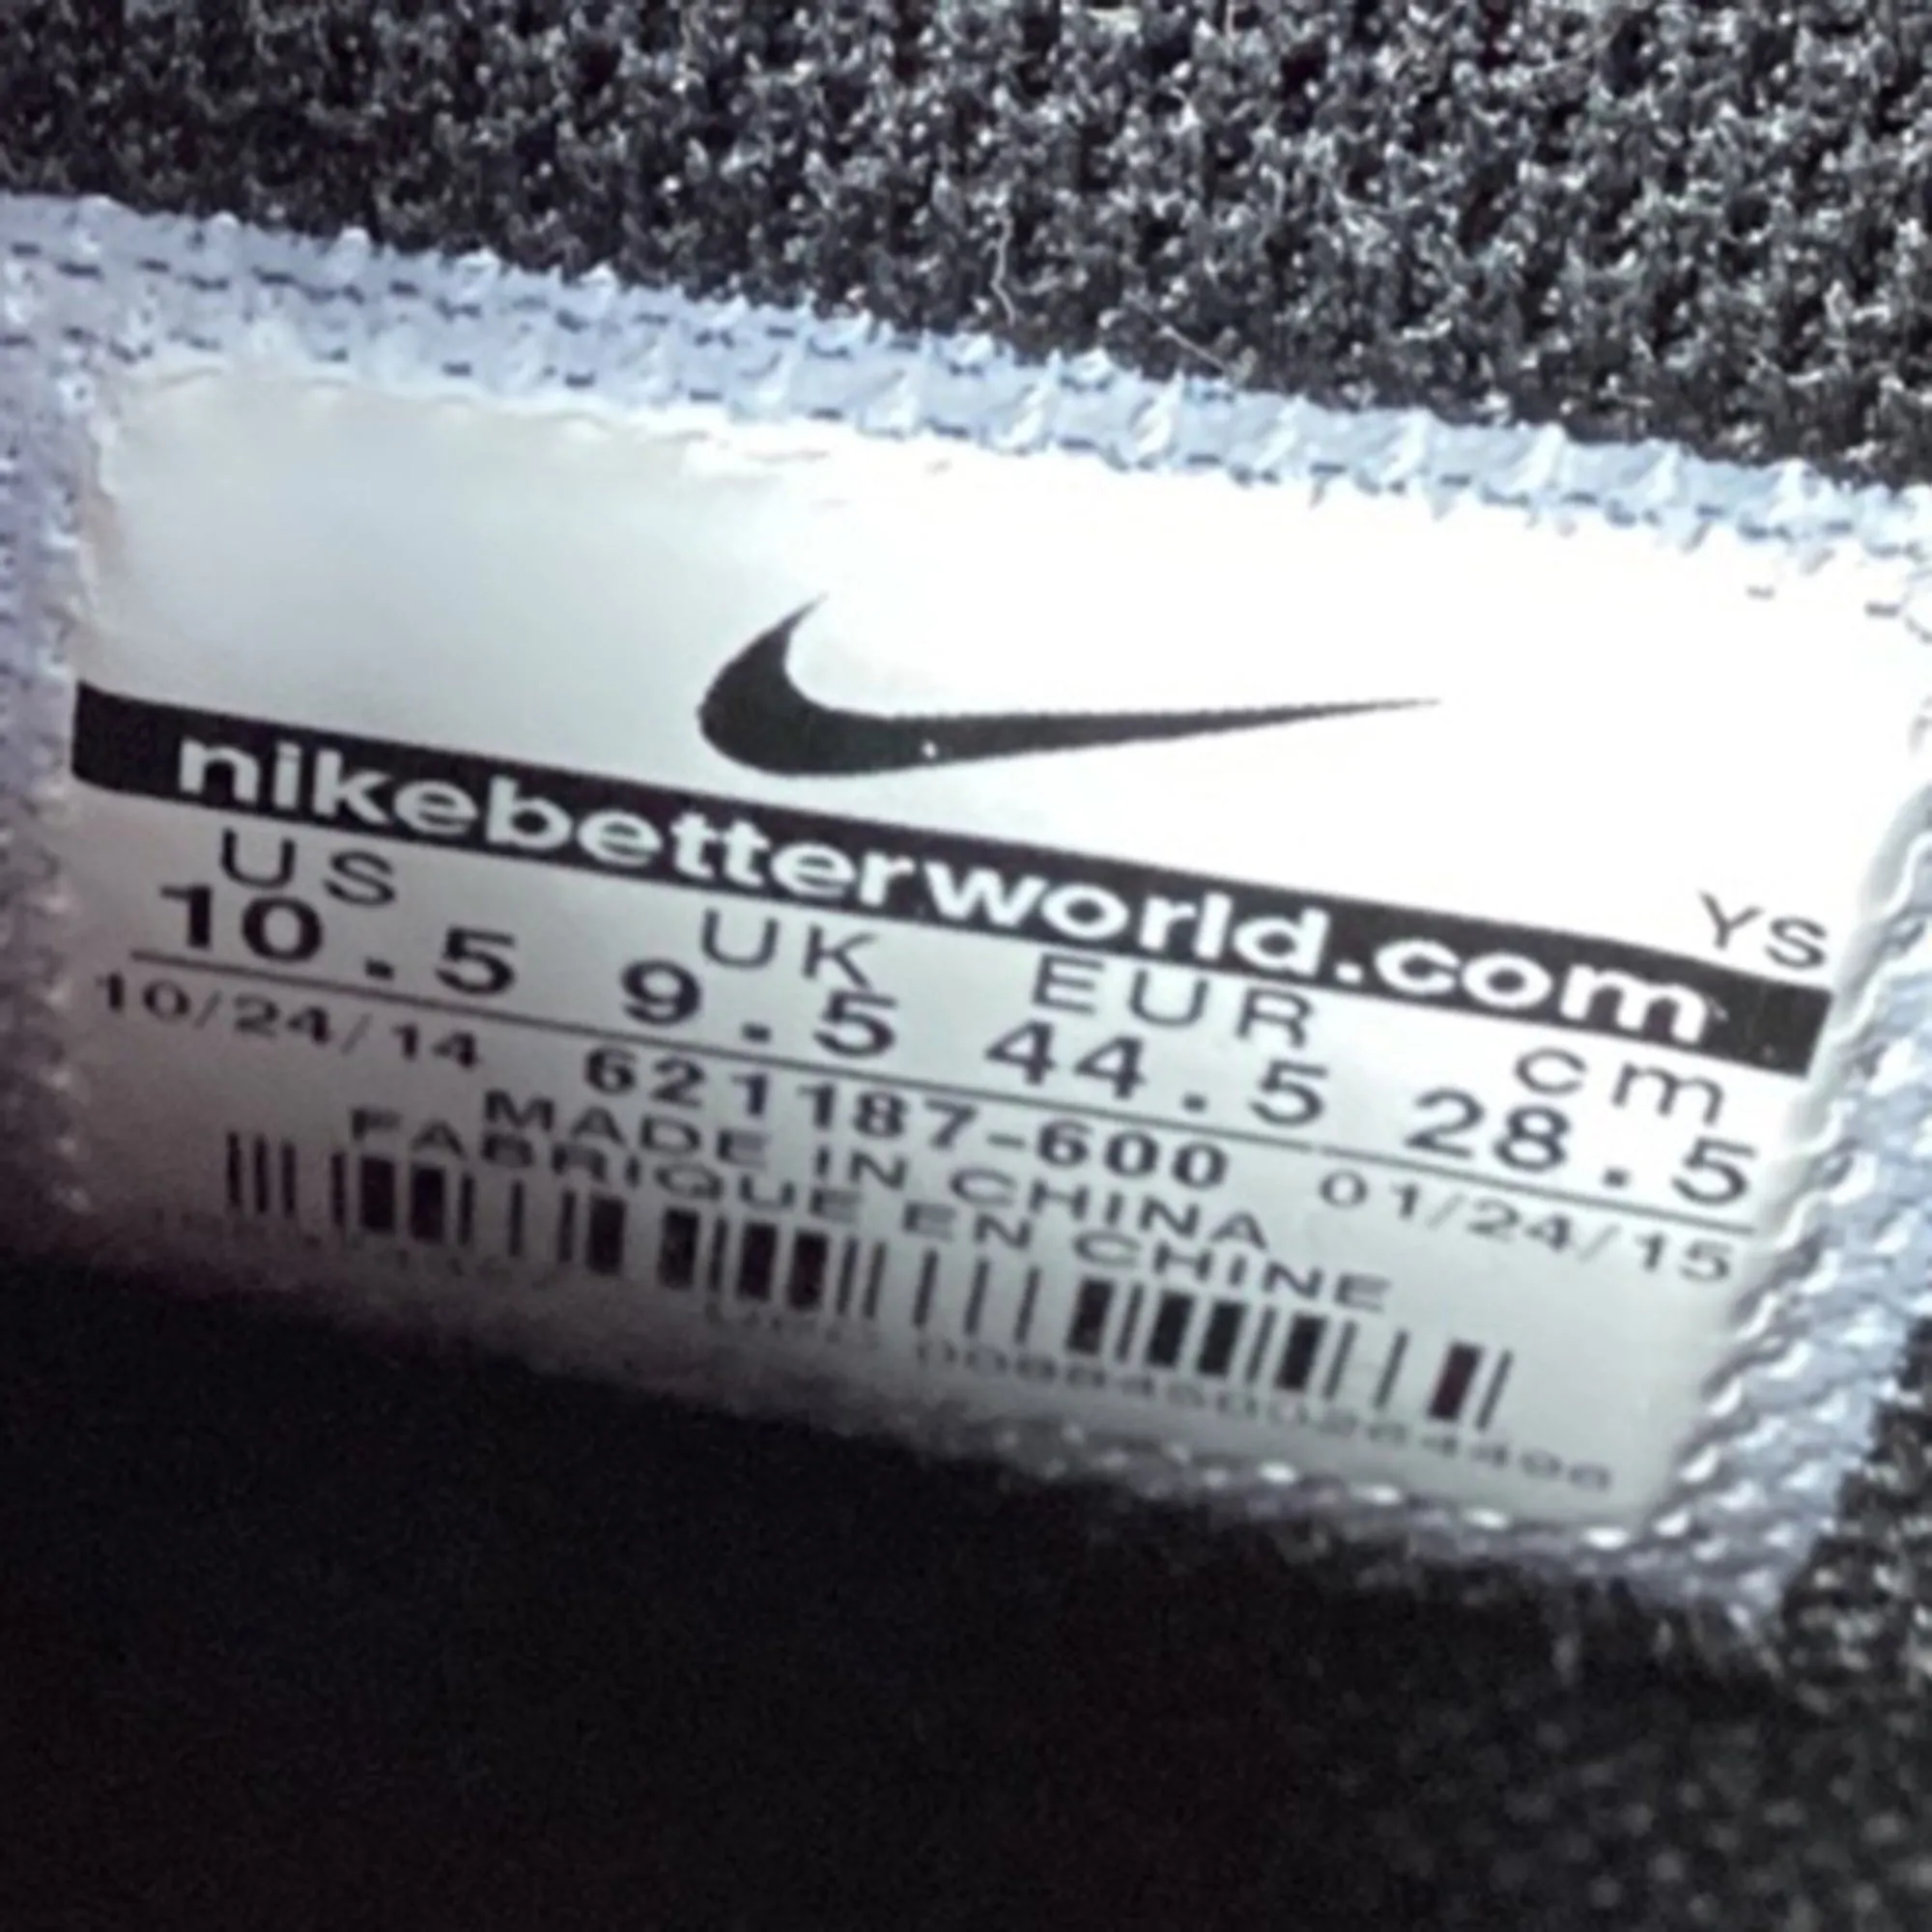 YS
nikebetterworld.com
US UK EUR cm
10.5 9.5 44.5 28.5
10/24/14 621187-600 01/24/15
MADE IN CHINA
FABRIQUE EN CHINE